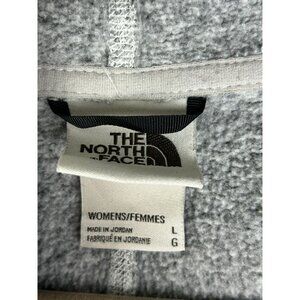 THE
NORTH
FACE
WOMENS/FEMMES
MADE IN JORDAN L
FABRIQUÉ EN JORDANIE G